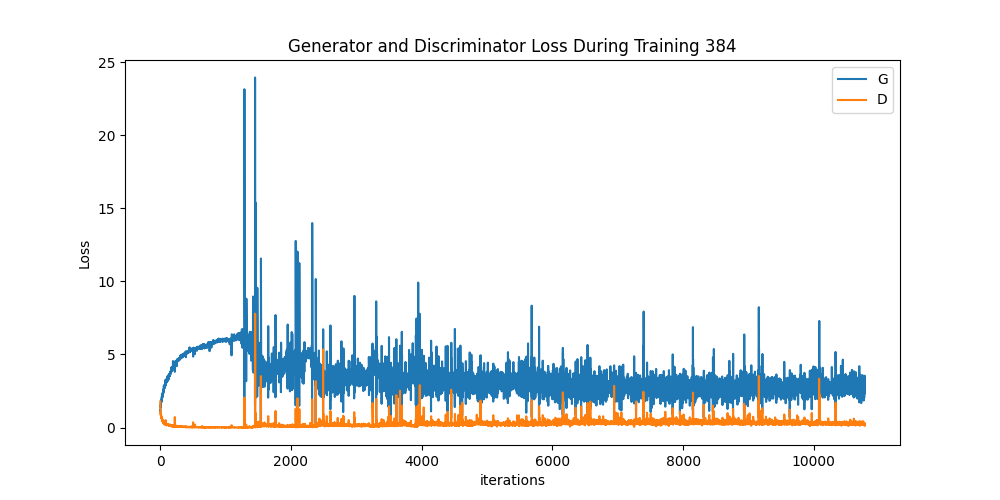 Generator and Discriminator Loss During Training 384
G
D
25
20
15
10
5
0
Loss
0 2000 4000 6000 8000 10000
iterations